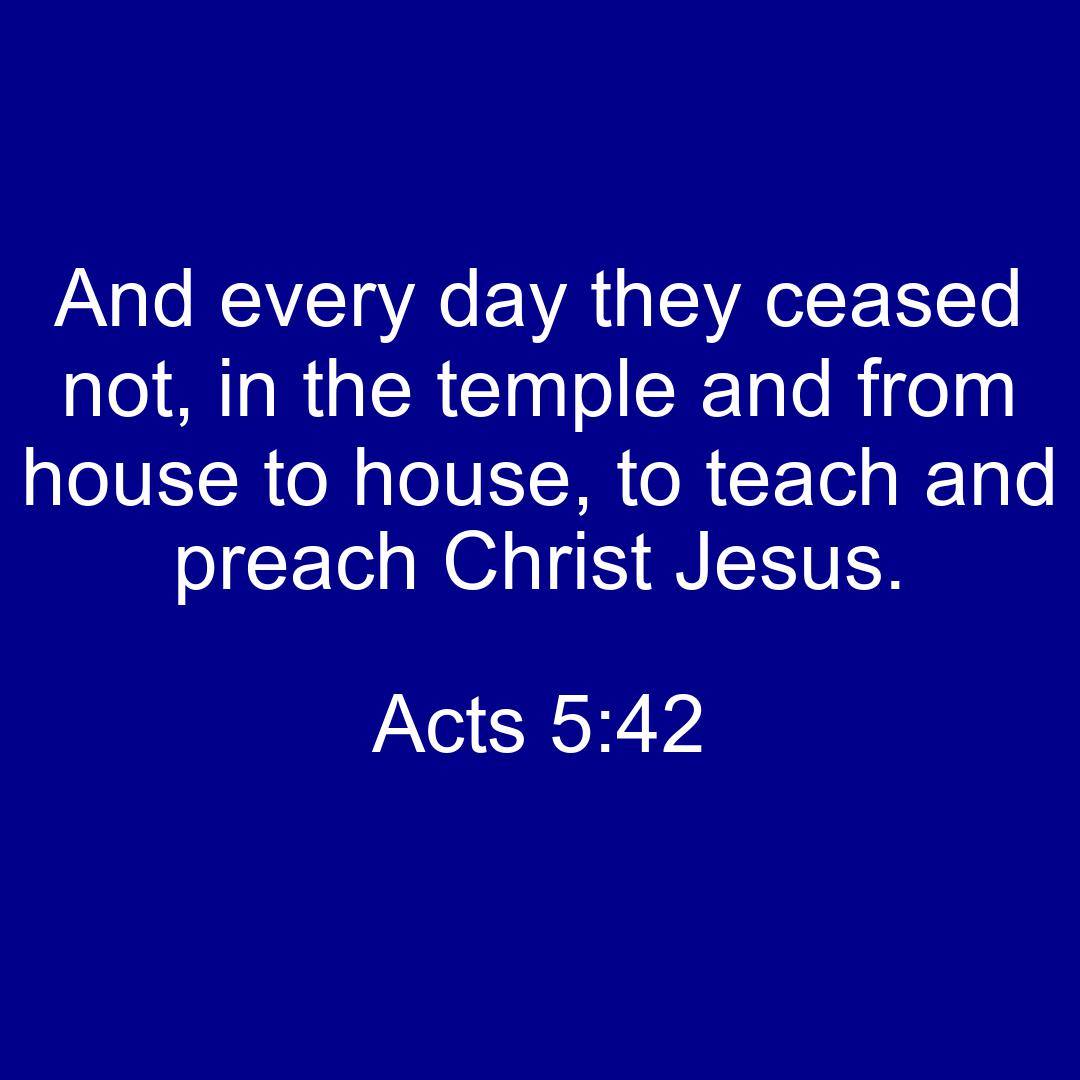 And every day they ceased
not, in the temple and from
house to house, to teach and
preach Christ Jesus.
Acts 5:42